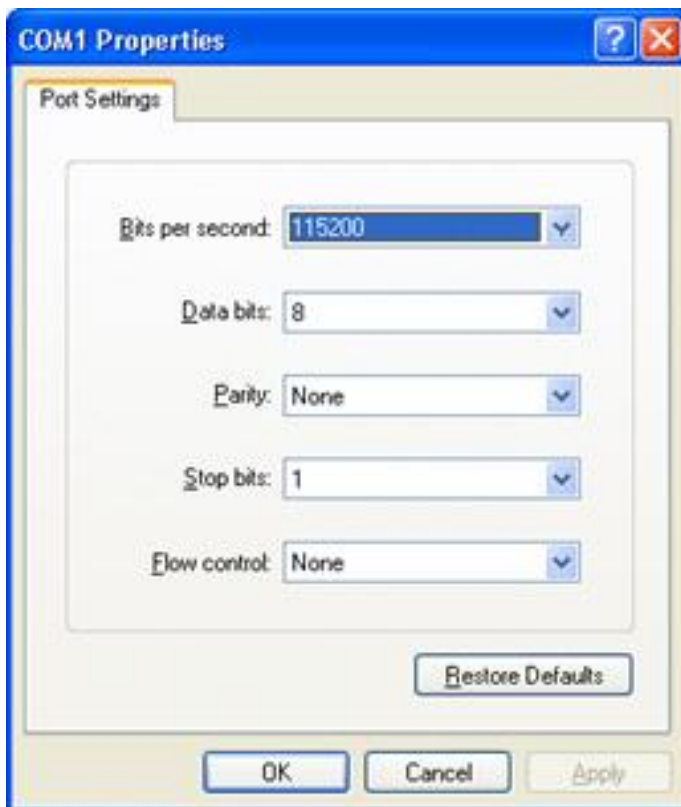 COM1 Properties
Port Settings
Bits per second: 115200
Data bits: 8
Parity: None
Stop bits: 1
Flow control: None
Restore Defaults
OK Cancel Apply